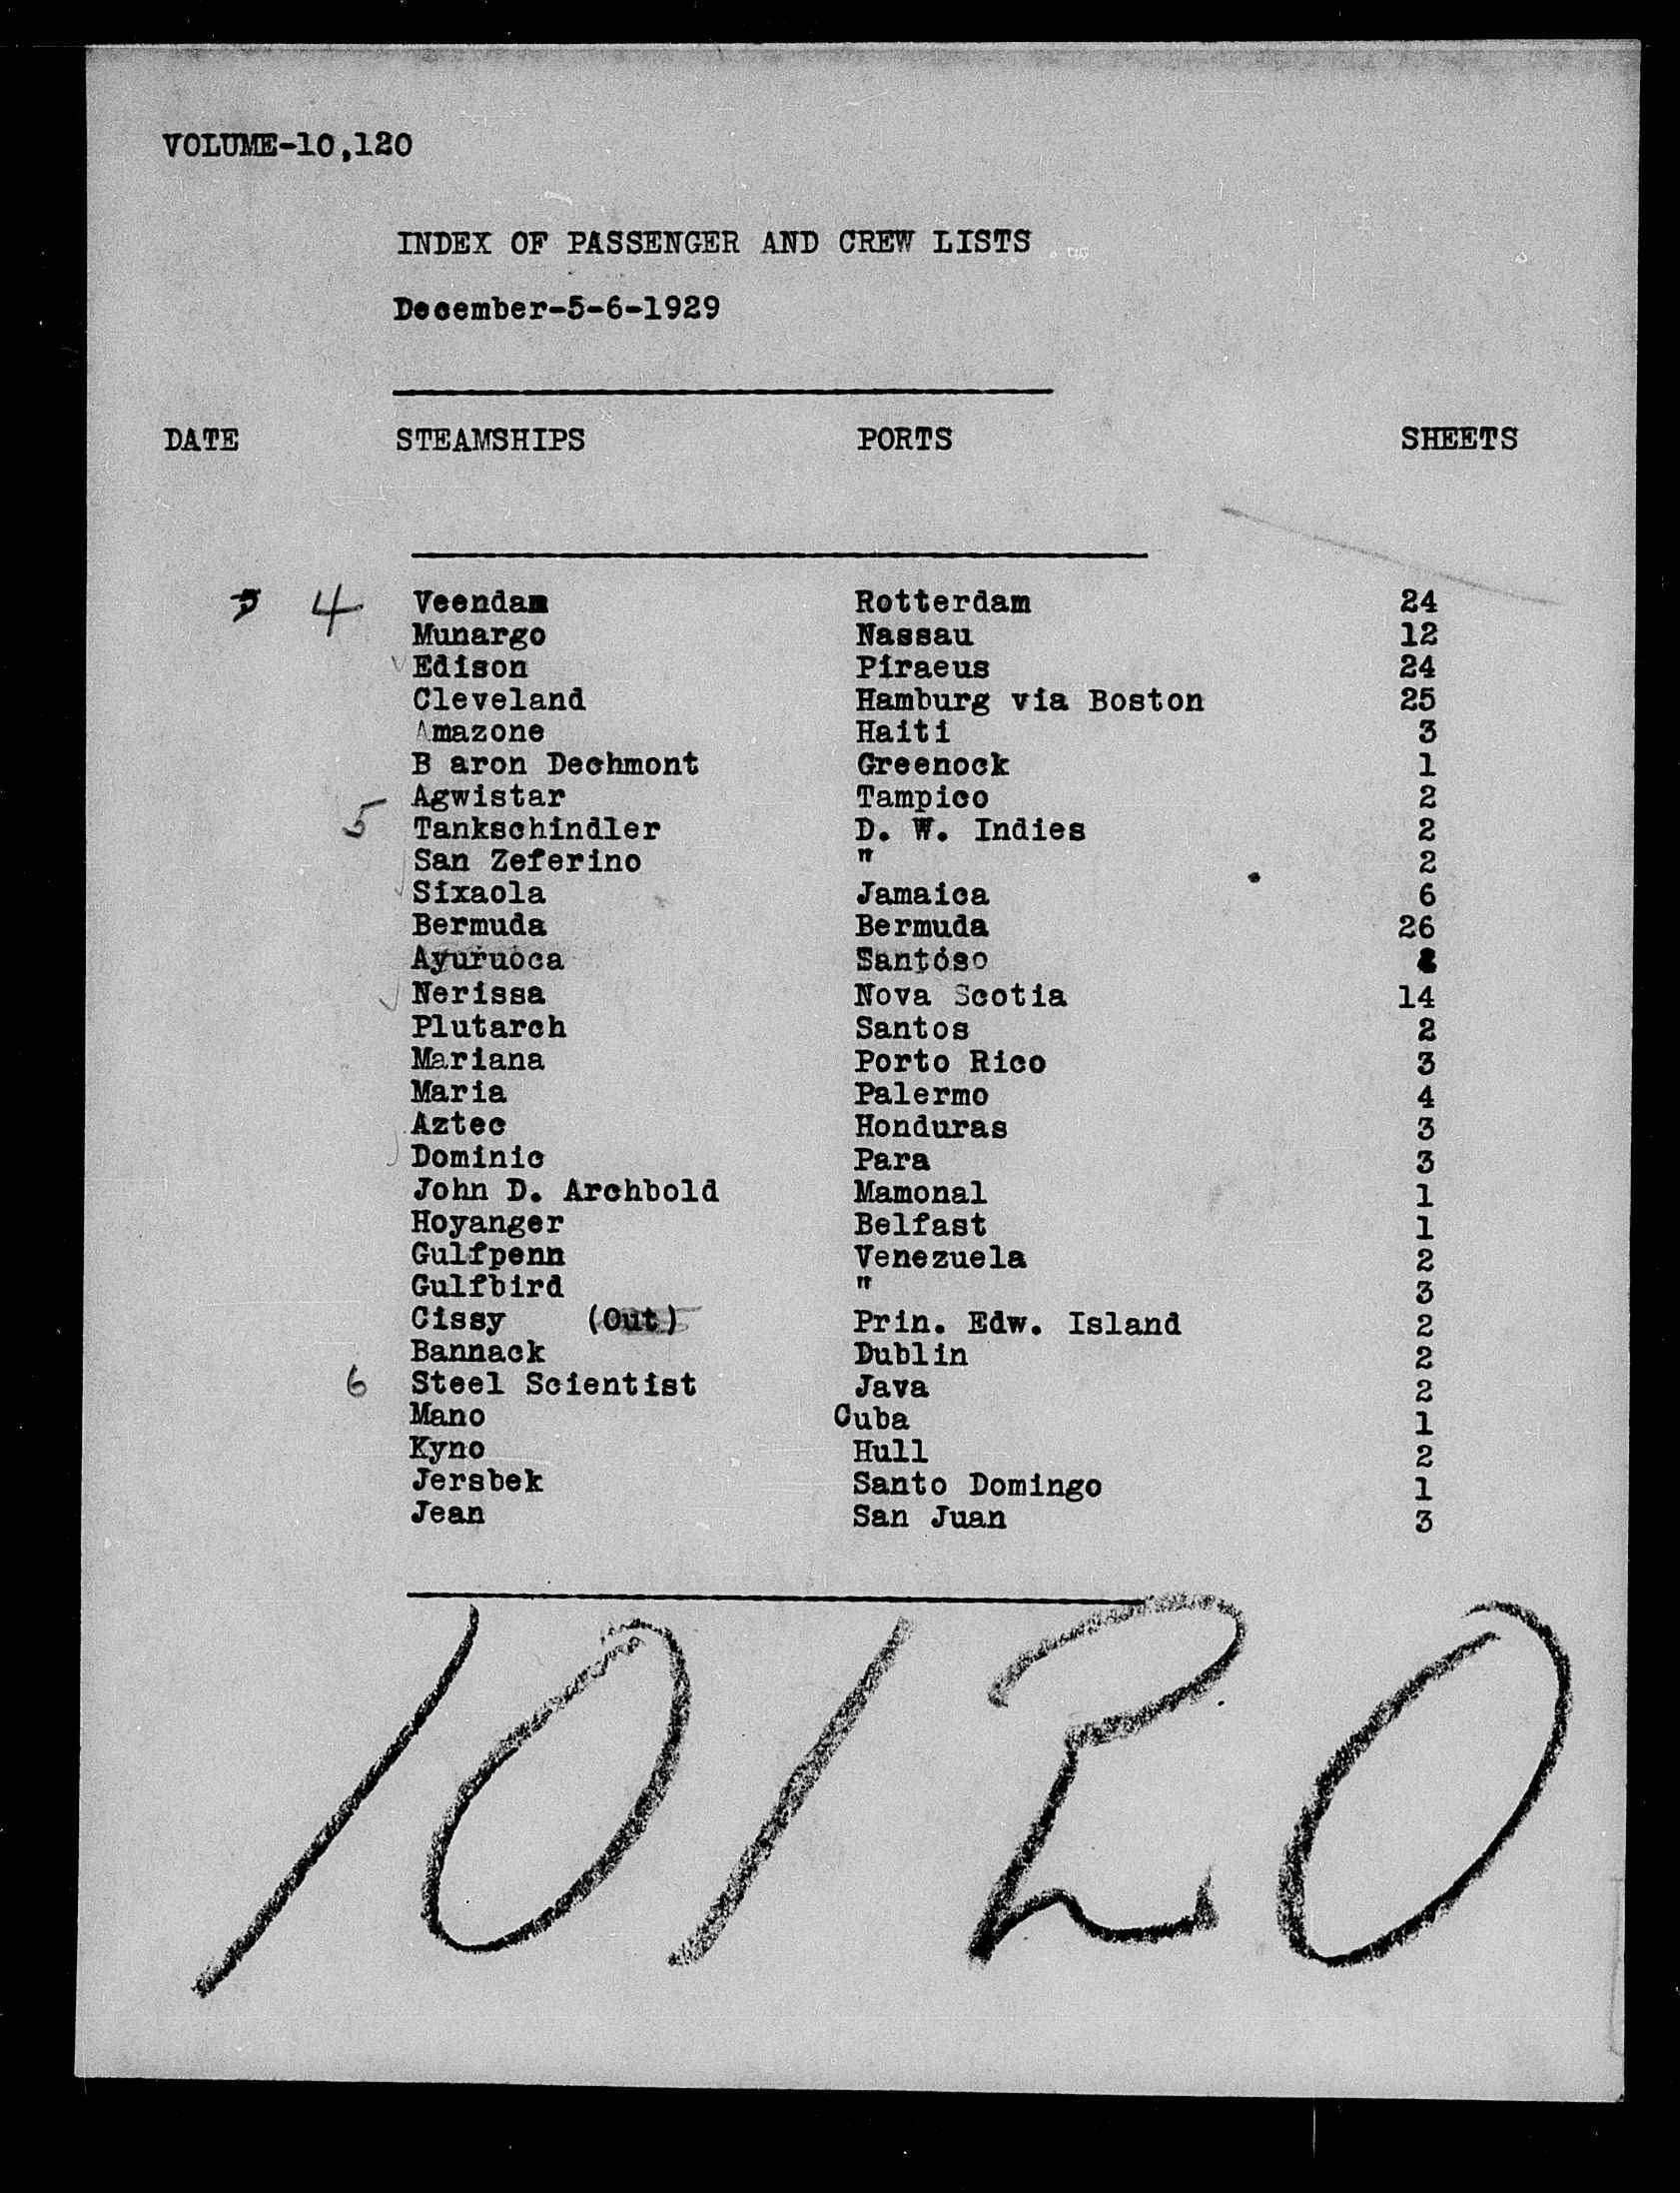 VOLUME-10,120
INDEX OF PASSENGER AND CREW LISTS
December-5-6-1929
DATE STEAMSHIPS PORTS SHEETS
5 4 Veendam Rotterdam 24
Munargo Nassau 12
Edison Piraeus 24
Cleveland Hamburg via Boston 25
Amazone Haiti 3
B aron Dechmont Greenock 1
Agwistar Tampico 2
5 Tankschindler D. W. Indies 2
San Zeferino " 2
Sixaola Jamaica 6
Bermuda Bermuda 26
Ayuruoca Santoso
Nerissa Nova Scotia 14
Plutarch Santos 2
Mariana Porto Rico 3
Maria Palermo 4
Aztec Honduras 3
Dominic Para 3
John D. Archbold Mamonal 1
Hoyanger Belfast 1
Gulfpenn Venezuela 2
Gulfbird " 3
Cissy (Out) Prin. Edw. Island 2
Bannack Dublin 2
6 Steel Scientist Java 2
Mano Cuba 1
Kyno Hull 2
Jersbek Santo Domingo 1
Jean San Juan 3
10120